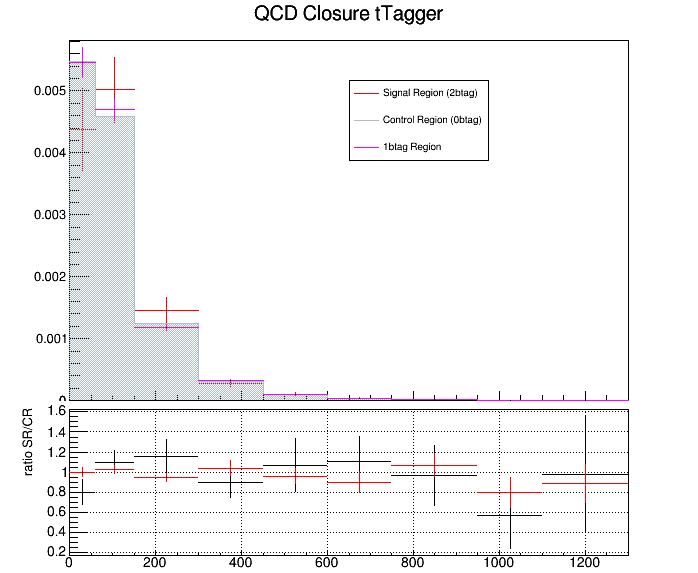 QCD Closure tTagger
0.005
0.004
0.003
0.002
0.001
0
Signal Region (2btag)
Control Region (0btag)
1btag Region
ratio SR/CR
1.6
1.4
1.2
1
0.8
0.6
0.4
0.2
0 200 400 600 800 1000 1200